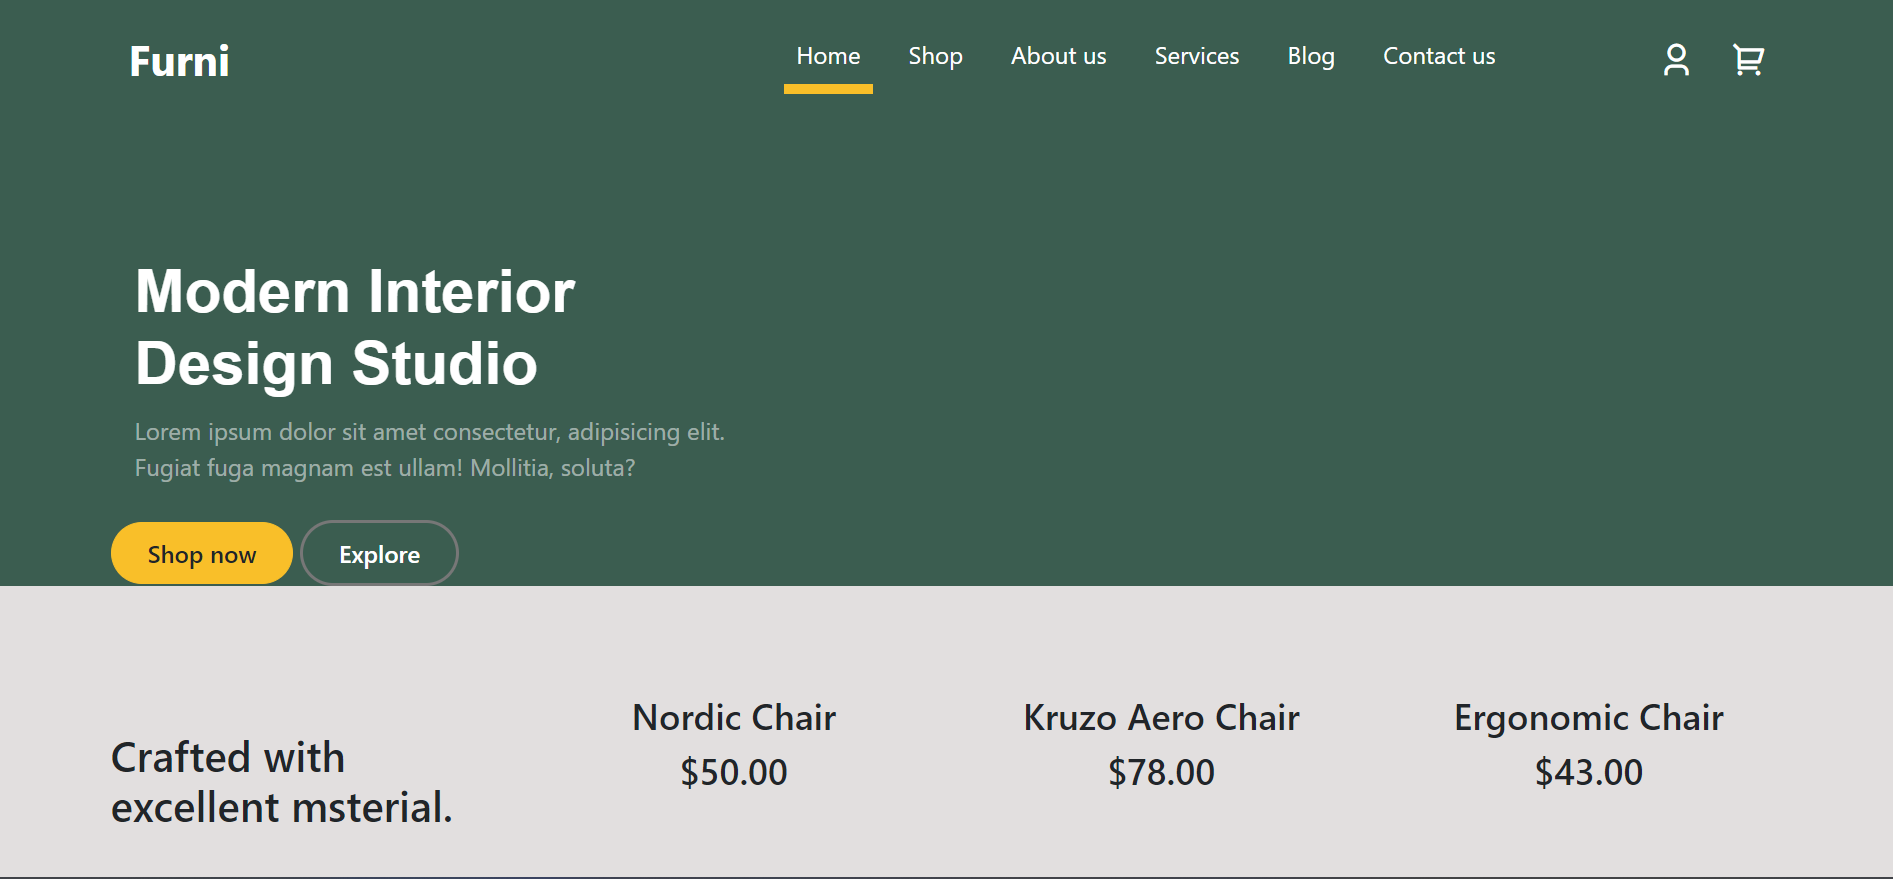 Furni
Home
Shop
About us
Services
Blog
Contact us
Modern Interior
Design Studio
Lorem ipsum dolor sit amet consectetur, adipisicing elit.
Fugiat fuga magnam est ullam! Mollitia, soluta?
Shop now
Explore
Crafted with
excellent msterial.
Nordic Chair
$50.00
Kruzo Aero Chair
$78.00
Ergonomic Chair
$43.00